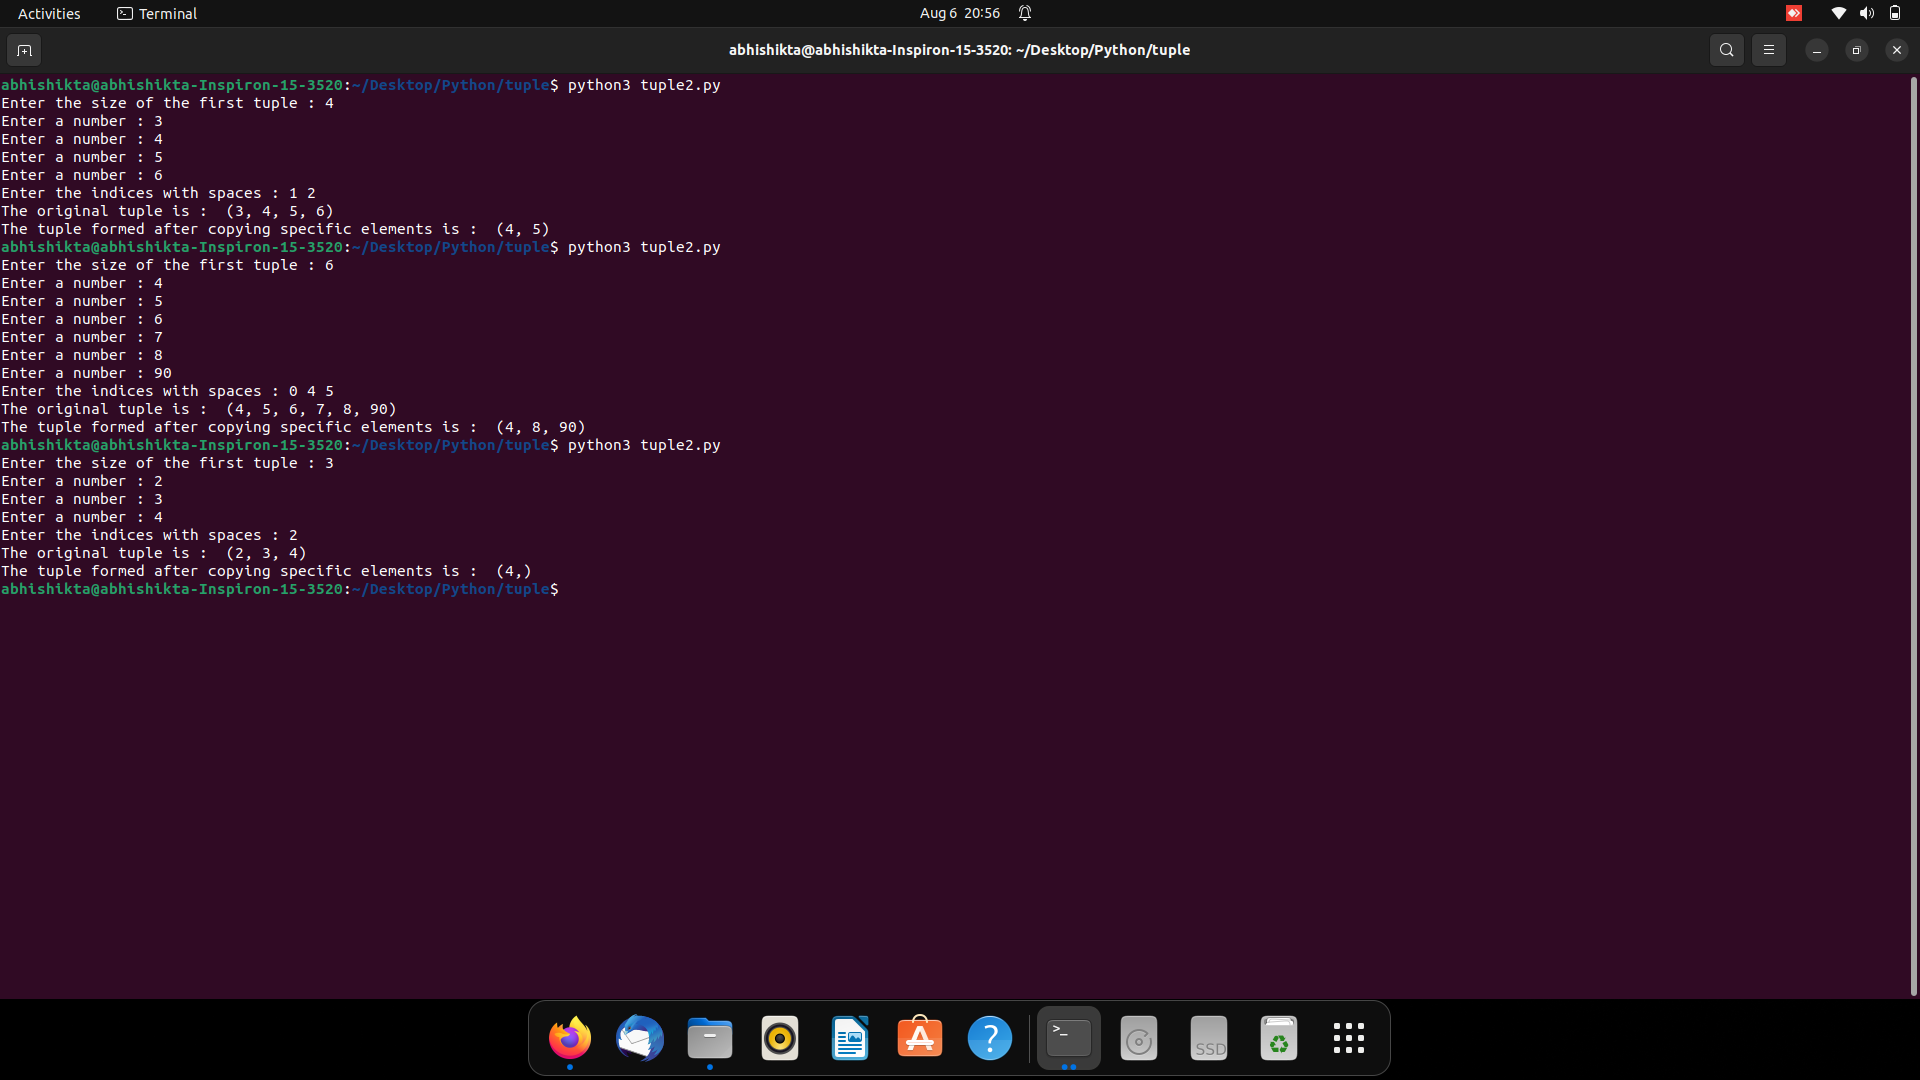 Activities Terminal Aug 6 20:56
abhishikta@abhishikta-Inspiron-15-3520: ~/Desktop/Python/tuple
abhishikta@abhishikta-Inspiron-15-3520:~/Desktop/Python/tuple$ python3 tuple2.py
Enter the size of the first tuple : 4
Enter a number : 3
Enter a number : 4
Enter a number : 5
Enter a number : 6
Enter the indices with spaces : 1 2
The original tuple is :  (3, 4, 5, 6)
The tuple formed after copying specific elements is :  (4, 5)
abhishikta@abhishikta-Inspiron-15-3520:~/Desktop/Python/tuple$ python3 tuple2.py
Enter the size of the first tuple : 6
Enter a number : 4
Enter a number : 5
Enter a number : 6
Enter a number : 7
Enter a number : 8
Enter a number : 90
Enter the indices with spaces : 0 4 5
The original tuple is :  (4, 5, 6, 7, 8, 90)
The tuple formed after copying specific elements is :  (4, 8, 90)
abhishikta@abhishikta-Inspiron-15-3520:~/Desktop/Python/tuple$ python3 tuple2.py
Enter the size of the first tuple : 3
Enter a number : 2
Enter a number : 3
Enter a number : 4
Enter the indices with spaces : 2
The original tuple is :  (2, 3, 4)
The tuple formed after copying specific elements is :  (4,)
abhishikta@abhishikta-Inspiron-15-3520:~/Desktop/Python/tuple$
SSD